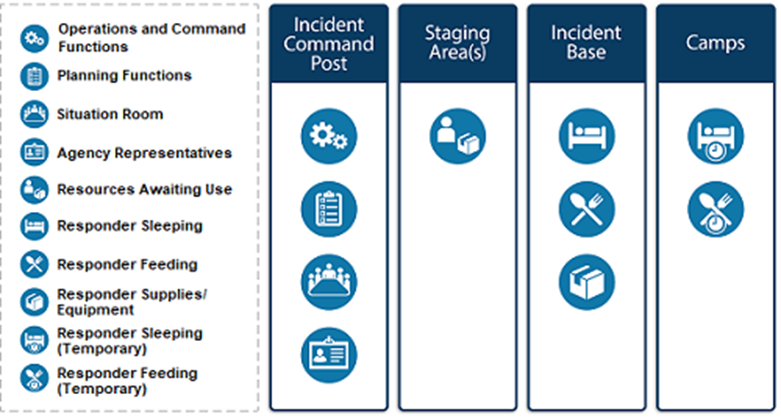 Operations and Command
Functions
Planning Functions
Situation Room
Agency Representatives
Resources Awaiting Use
Responder Sleeping
Responder Feeding
Responder Supplies/
Equipment
Responder Sleeping
(Temporary)
Responder Feeding
(Temporary)
Incident
Command
Post
Staging
Area(s)
Incident
Base
Camps